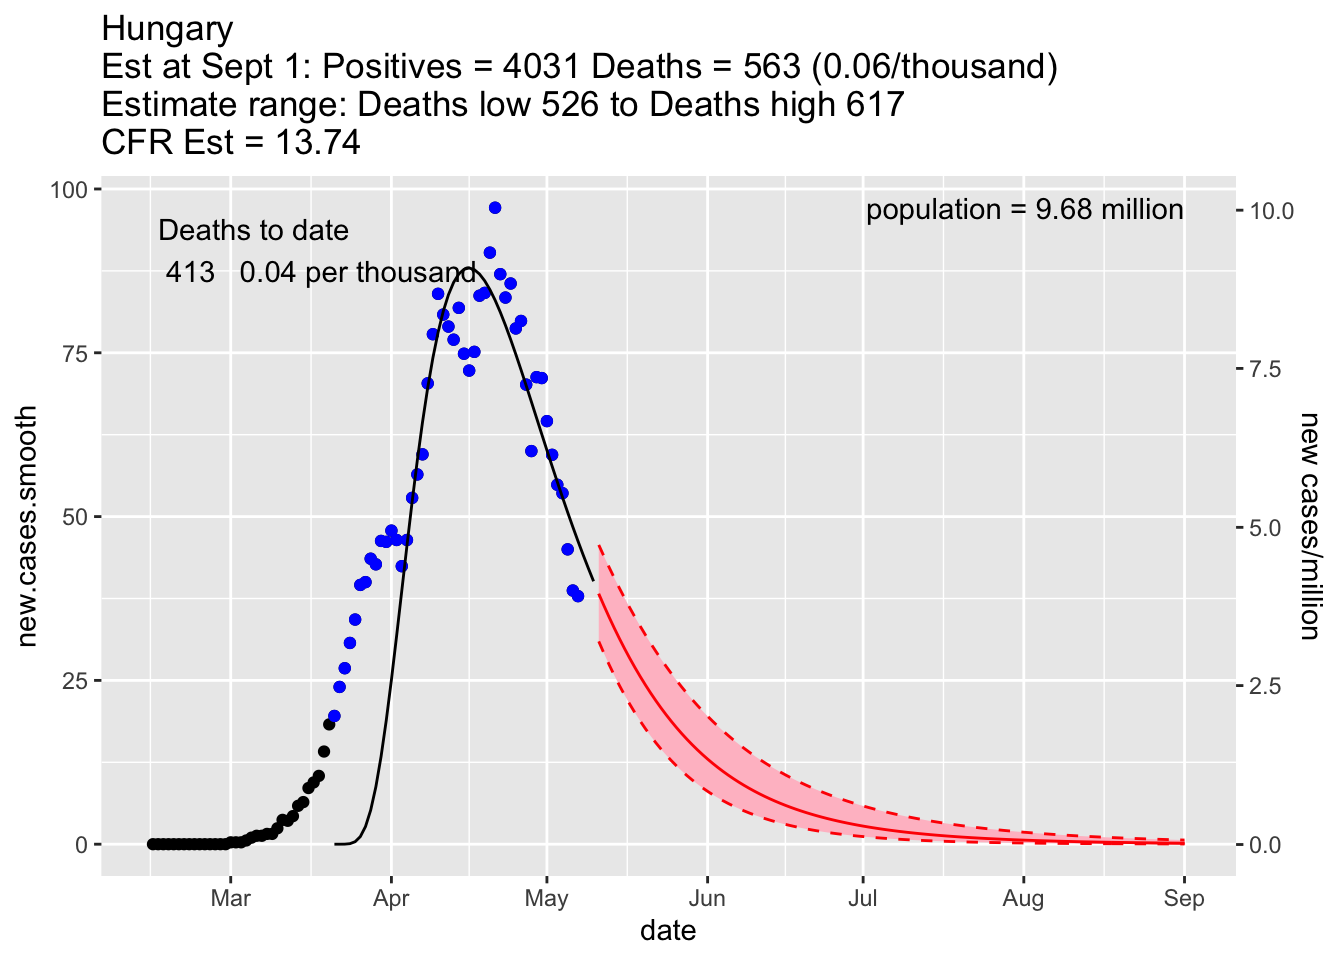 Hungary
Est at Sept 1: Positives = 4031 Deaths = 563 (0.06/thousand)
Estimate range: Deaths low 526 to Deaths high 617
CFR Est = 13.74
Deaths to date
413 0.04 per thousand
population = 9.68 million
100
75
50
25
0
new.cases.smooth
10.0
7.5
5.0
2.5
0.0
new cases/million
Mar Apr May Jun Jul Aug Sep
date